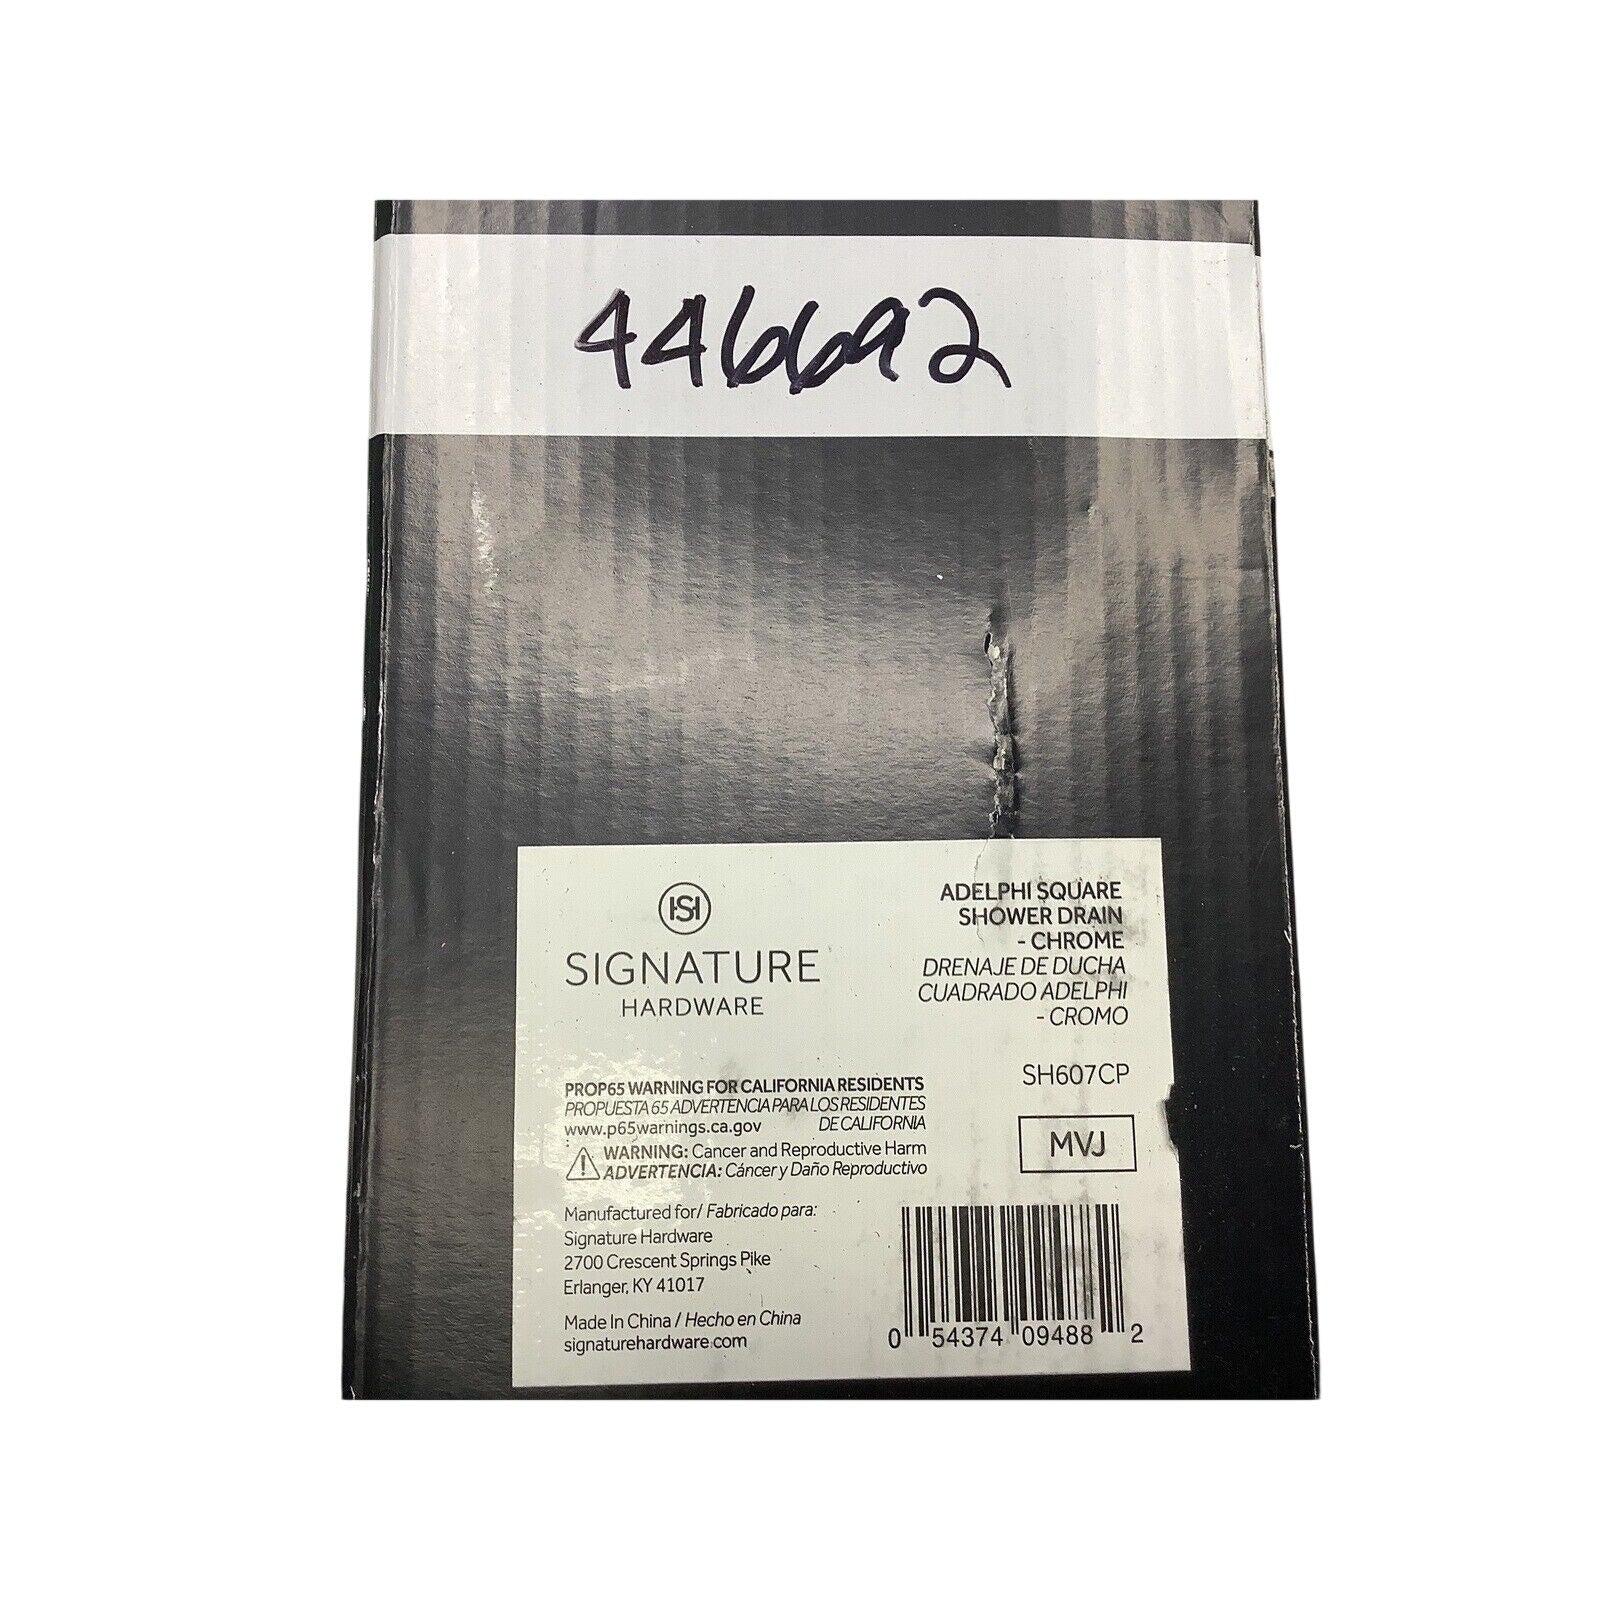 446692
HSH
SIGNATURE
HARDWARE
ADELPHI SQUARE
SHOWER DRAIN
- CHROME
DRENAJE DE DUCHA
CUADRADO ADELPHI
- CROMO
SH607CP
MVJ
PROP65 WARNING FOR CALIFORNIA RESIDENTS
PROPUESTA 65 ADVERTENCIA PARA LOS RESIDENTES
www.p65warnings.ca.gov DE CALIFORNIA
WARNING: Cancer and Reproductive Harm
ADVERTENCIA: Cáncer y Daño Reproductivo
Manufactured for/ Fabricado para:
Signature Hardware
2700 Crescent Springs Pike
Erlanger, KY 41017
Made In China / Hecho en China
signaturehardware.com
0 54374 09488 2